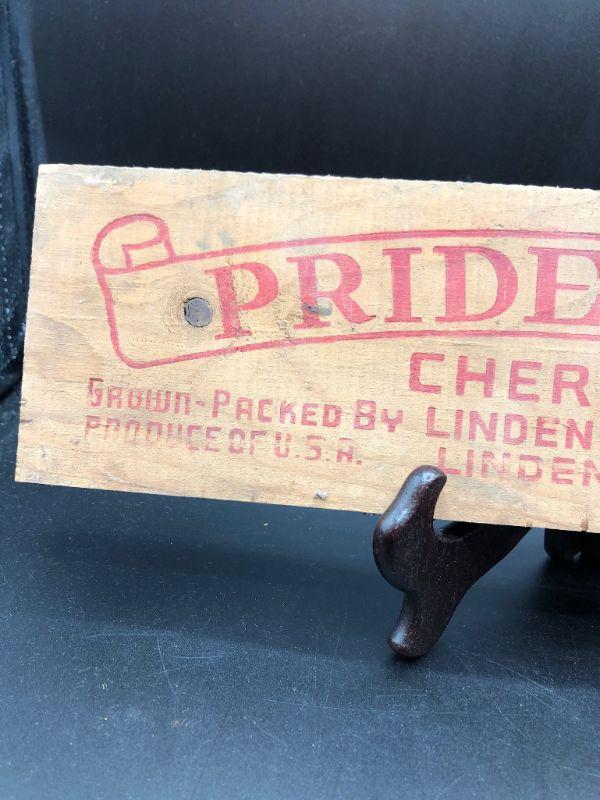 PRIDE
CHER
GROWN-PACKED BY LINDEN
PRODUCE OF U.S.A. LINDEN